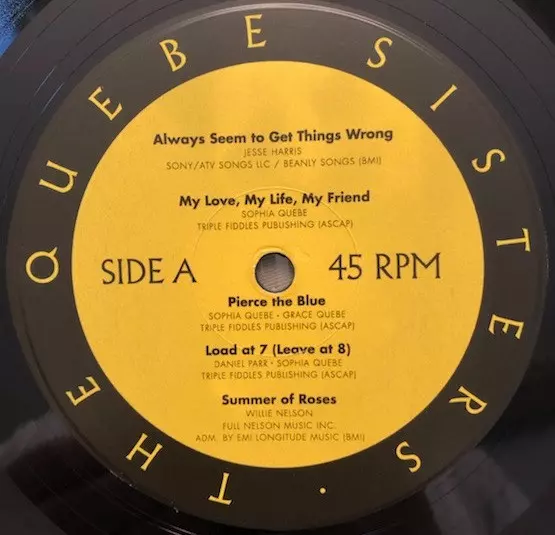 THE QUEBE SISTERS •
Always Seem to Get Things Wrong
JESSE HARRIS
SONY/ATV SONGS LLC / BEANLY SONGS (BMI)
My Love, My Life, My Friend
SOPHIA QUEBE
TRIPLE FIDDLES PUBLISHING (ASCAP)
SIDE A 45 RPM
Pierce the Blue
SOPHIA QUEBE • GRACE QUEBE
TRIPLE FIDDLES PUBLISHING (ASCAP)
Load at 7 (Leave at 8)
DANIEL PARR • SOPHIA QUEBE
TRIPLE FIDDLES PUBLISHING (ASCAP)
Summer of Roses
WILLIE NELSON
FULL NELSON MUSIC INC.
ADM. BY EMI LONGITUDE MUSIC (BMI)